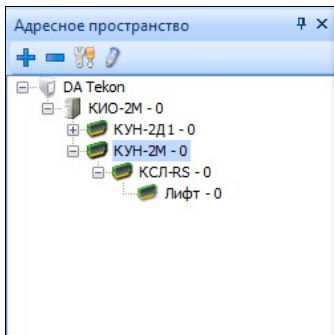 Адресное пространство
DA Tekon
КИО-2М - 0
КУН-2Д1 - 0
КУН-2М - 0
КСЛ-RS - 0
Лифт - 0